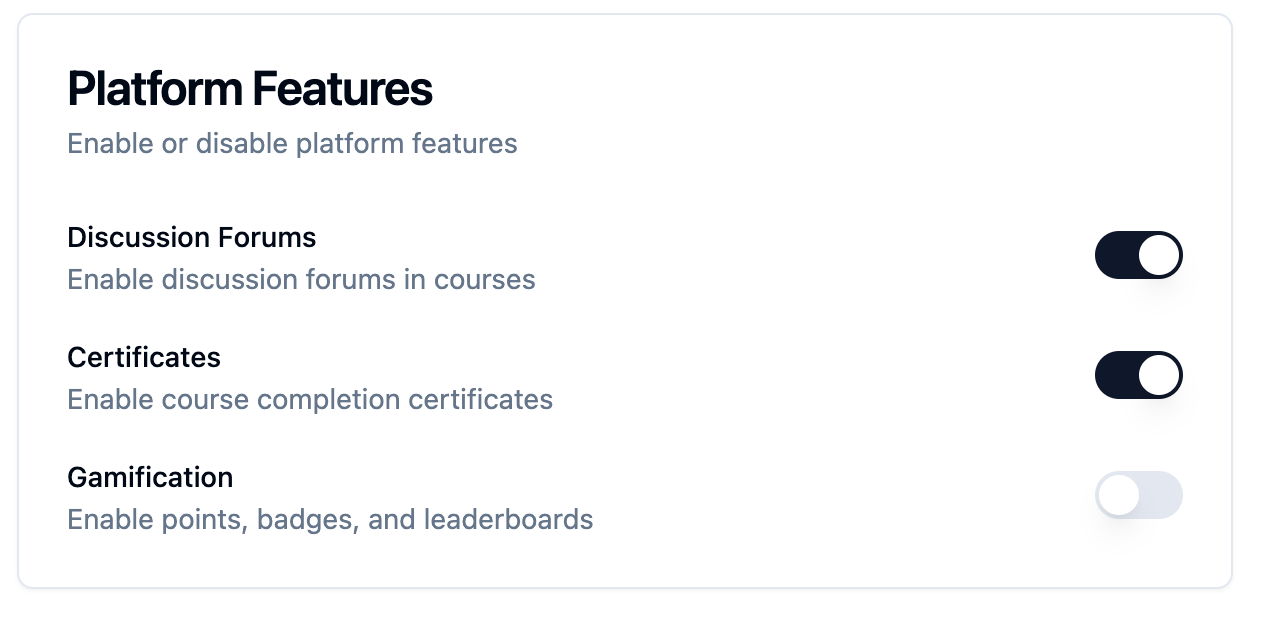 Platform Features
Enable or disable platform features
Discussion Forums
Enable discussion forums in courses
Certificates
Enable course completion certificates
Gamification
Enable points, badges, and leaderboards